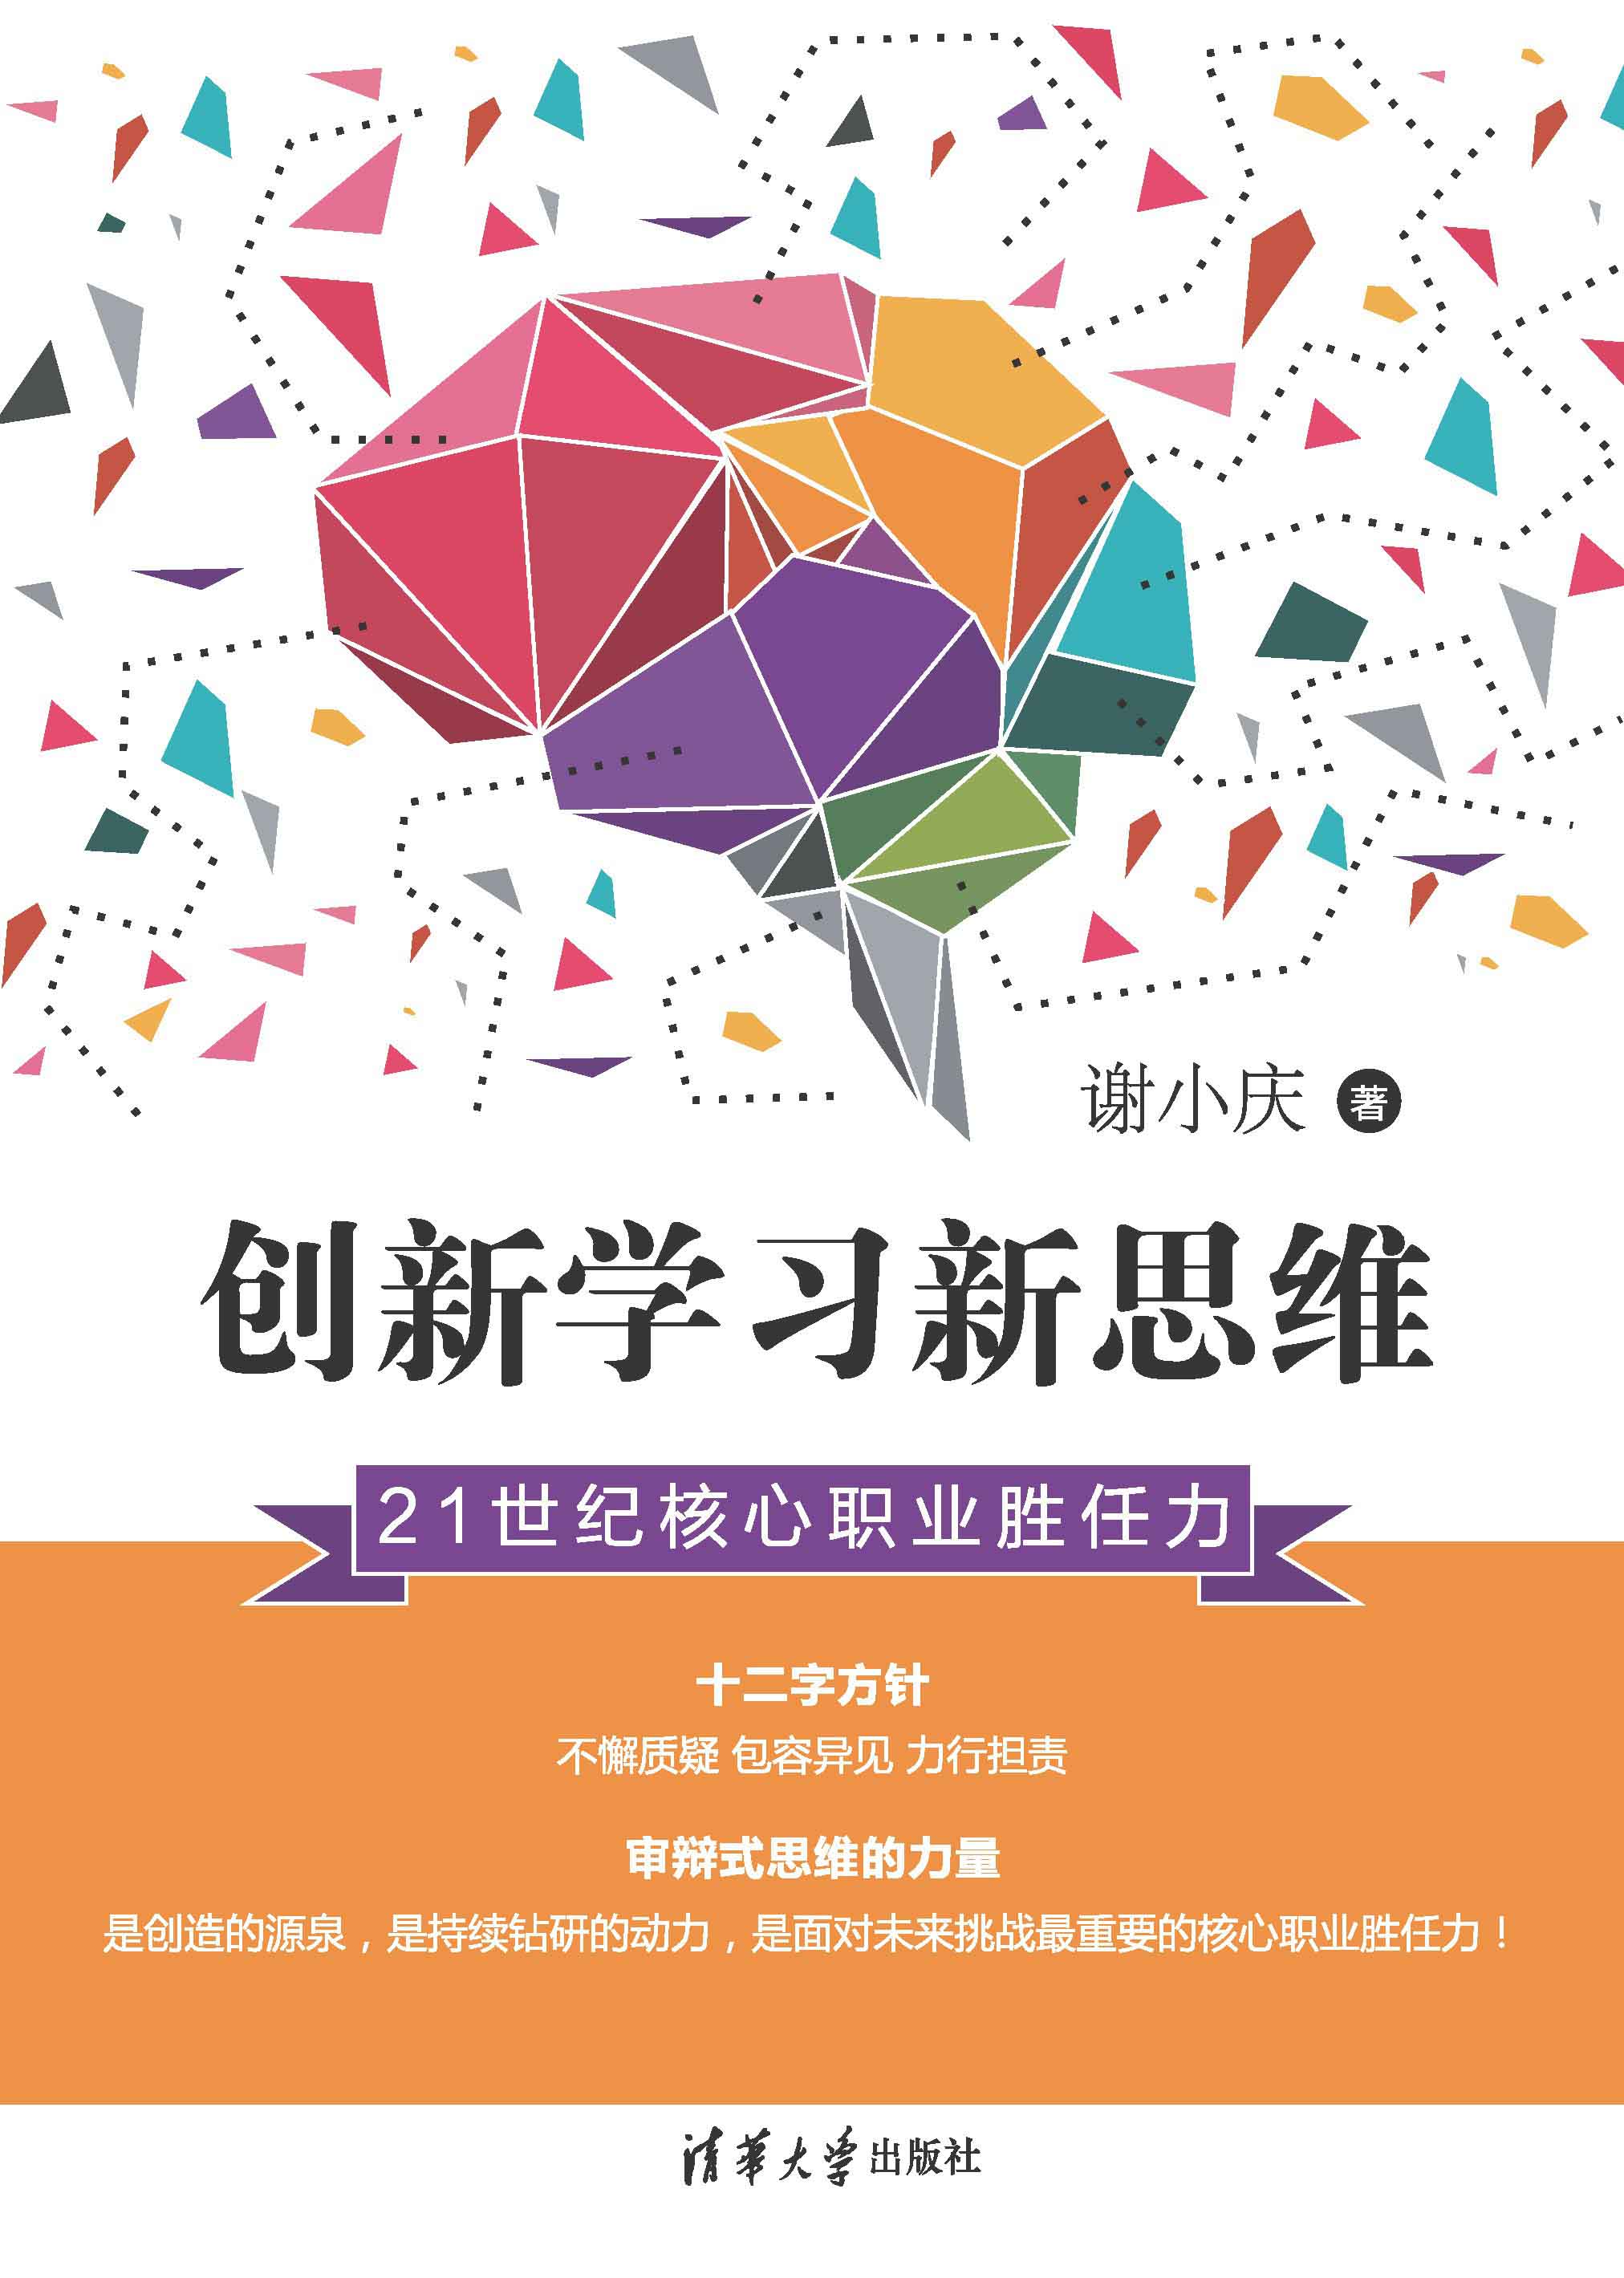 谢小庆 著
创新学习新思维
21世纪核心职业胜任力
十二字方针
不懈质疑 包容异见 力行担责
审辩式思维的力量
是创造的源泉，是持续钻研的动力，是面对未来挑战最重要的核心职业胜任力！
清华大学出版社